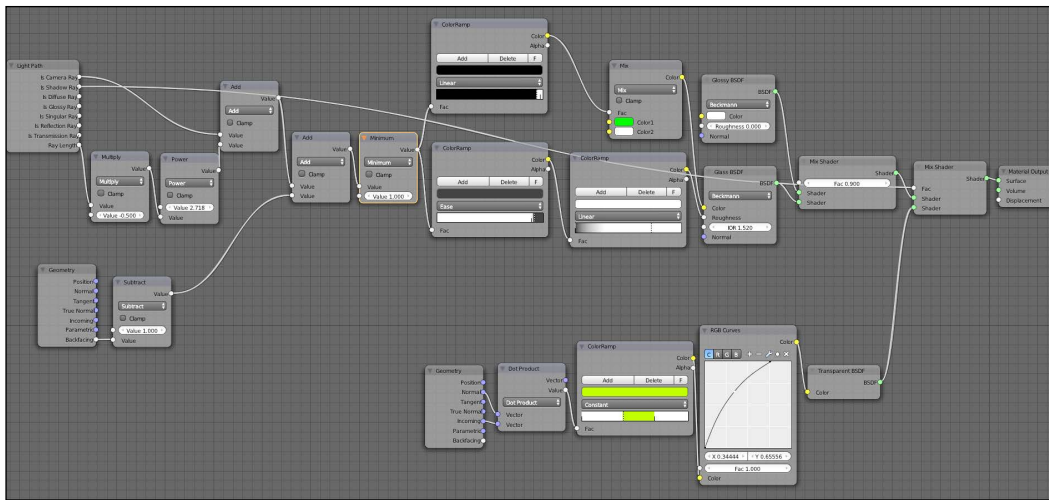 Light Path
Is Camera Ray
Is Shadow Ray
Is Diffuse Ray
Is Glossy Ray
Is Singular Ray
Is Reflection Ray
Is Transmission Ray
Ray Length
Multiply
Value
Multiply
Clamp
Value
Value -0.500
Power
Value
Power
Clamp
Value 2.718
Value
Add
Value
Add
Clamp
Value
Value
Add
Value
Add
Clamp
Value
Value
Minimum
Value
Minimum
Clamp
Value
Value 1.000
ColorRamp
Color
Alpha
Add Delete F
Linear
Fac
ColorRamp
Color
Alpha
Add Delete F
Ease
Fac
ColorRamp
Color
Alpha
Add Delete F
Linear
Fac
Mix
Color
Mix
Clamp
Fac
Color1
Color2
Glossy BSDF
BSDF
Beckmann
Color
Roughness 0.000
Normal
Glass BSDF
BSDF
Beckmann
Color
Roughness
IOR 1.520
Normal
Mix Shader
Shader
Fac 0.900
Shader
Shader
Mix Shader
Shader
Fac
Shader
Shader
Material Output
Surface
Volume
Displacement
Geometry
Position
Normal
Tangent
True Normal
Incoming
Parametric
Backfacing
Subtract
Value
Subtract
Clamp
Value 1.000
Value
Geometry
Position
Normal
Tangent
True Normal
Incoming
Parametric
Backfacing
Dot Product
Vector
Value
Dot Product
Vector
Vector
ColorRamp
Color
Alpha
Add Delete F
Constant
Fac
RGB Curves
Color
C R G B
X 0.34444 Y 0.65556
Fac 1.000
Color
Transparent BSDF
BSDF
Color